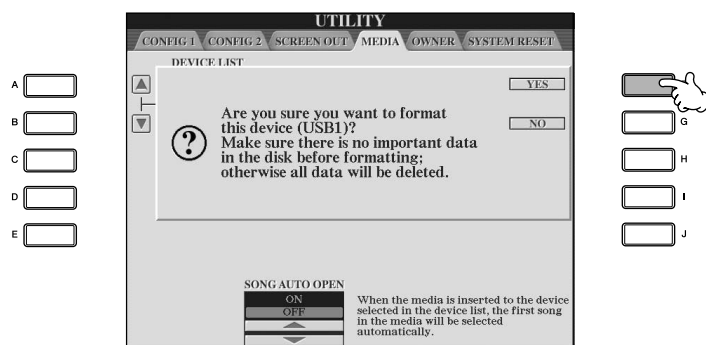 UTILITY
CONFIG 1 CONFIG 2 SCREEN OUT MEDIA OWNER SYSTEM RESET
DEVICE LIST
A
B
C
D
E
YES
NO
Are you sure you want to format
this device (USB1)?
Make sure there is no important data
in the disk before formatting;
otherwise all data will be deleted.
?
G
H
I
J
SONG AUTO OPEN
ON
OFF
When the media is inserted to the device
selected in the device list, the first song
in the media will be selected
automatically.